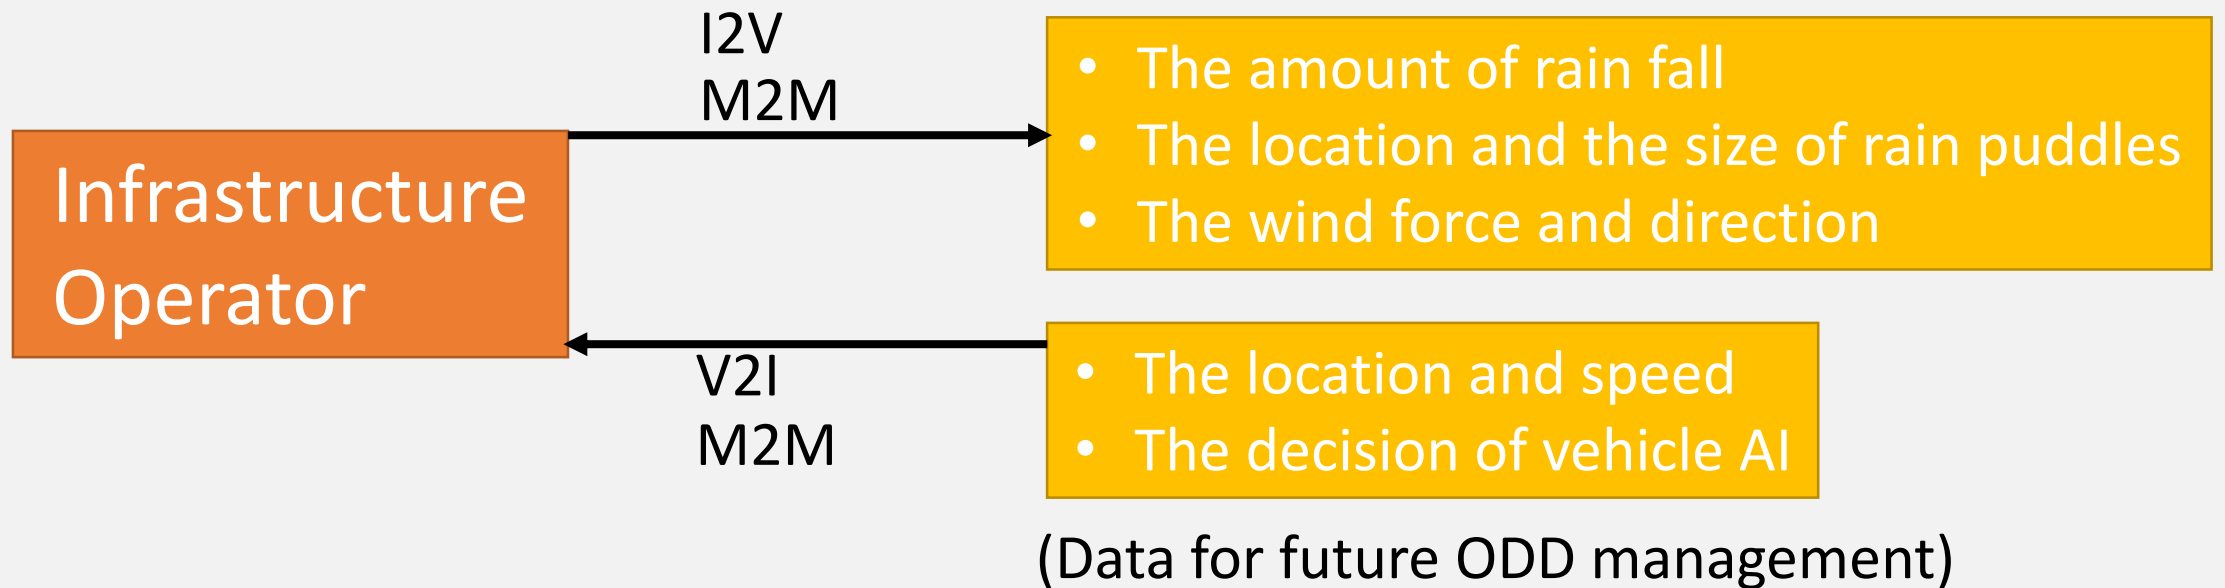 I2V
M2M
Infrastructure
Operator
• The amount of rain fall
• The location and the size of rain puddles
• The wind force and direction
V2I
M2M
• The location and speed
• The decision of vehicle AI
(Data for future ODD management)